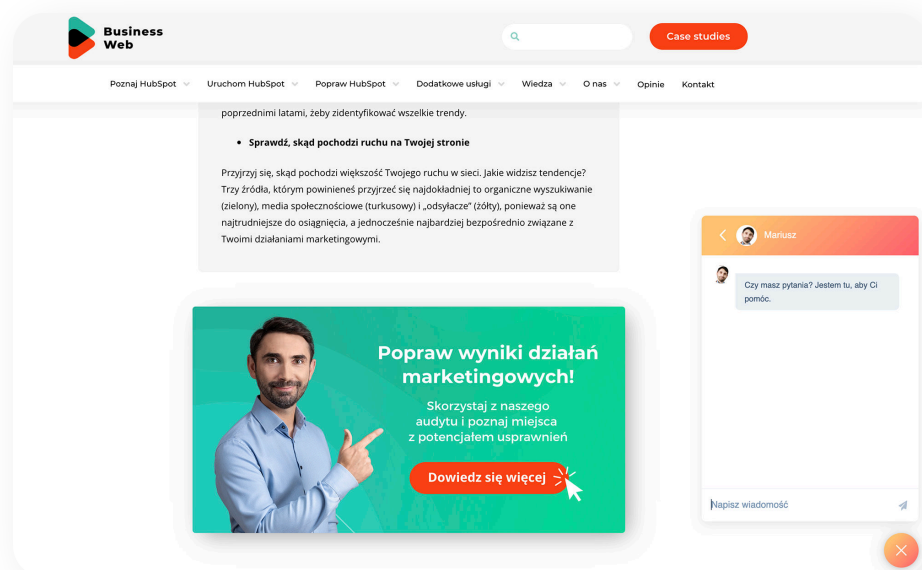 Business
Web
Case studies
Poznaj HubSpot
Uruchom HubSpot
Popraw HubSpot
Dodatkowe usługi
Wiedza
O nas
Opinie
Kontakt
poprzednimi latami, żeby zidentyfikować wszelkie trendy.
• Sprawdź, skąd pochodzi ruchu na Twojej stronie
Przyjrzyj się, skąd pochodzi większość Twojego ruchu w sieci. Jakie widzisz tendencje?
Trzy źródła, którym powinieneś przyjrzeć się najdokładniej to organiczne wyszukiwanie
(zielony), media społecznościowe (turkusowy) i „odsyłacze” (żółty), ponieważ są one
najtrudniejsze do osiągnięcia, a jednocześnie najbardziej bezpośrednio związane z
Twoimi działaniami marketingowymi.
Popraw wyniki działań
marketingowych!
Skorzystaj z naszego
audytu i poznaj miejsca
z potencjałem usprawnień
Dowiedz się więcej
Mariusz
Czy masz pytania? Jestem tu, aby Ci
pomóc.
Napisz wiadomość